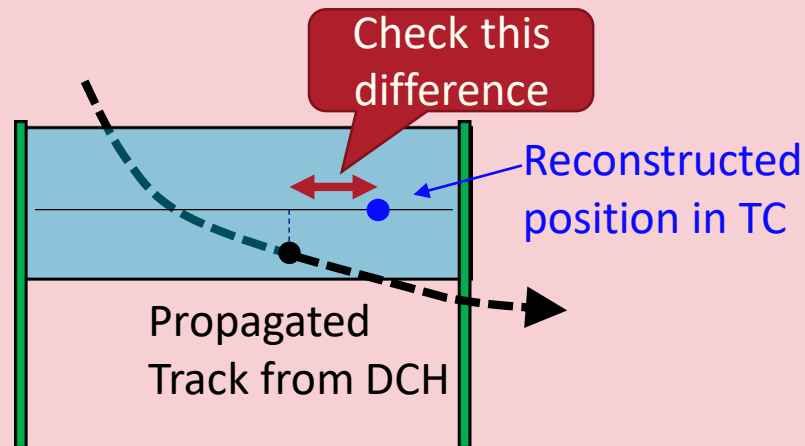 Check this
difference
Reconstructed
position in TC
Propagated
Track from DCH